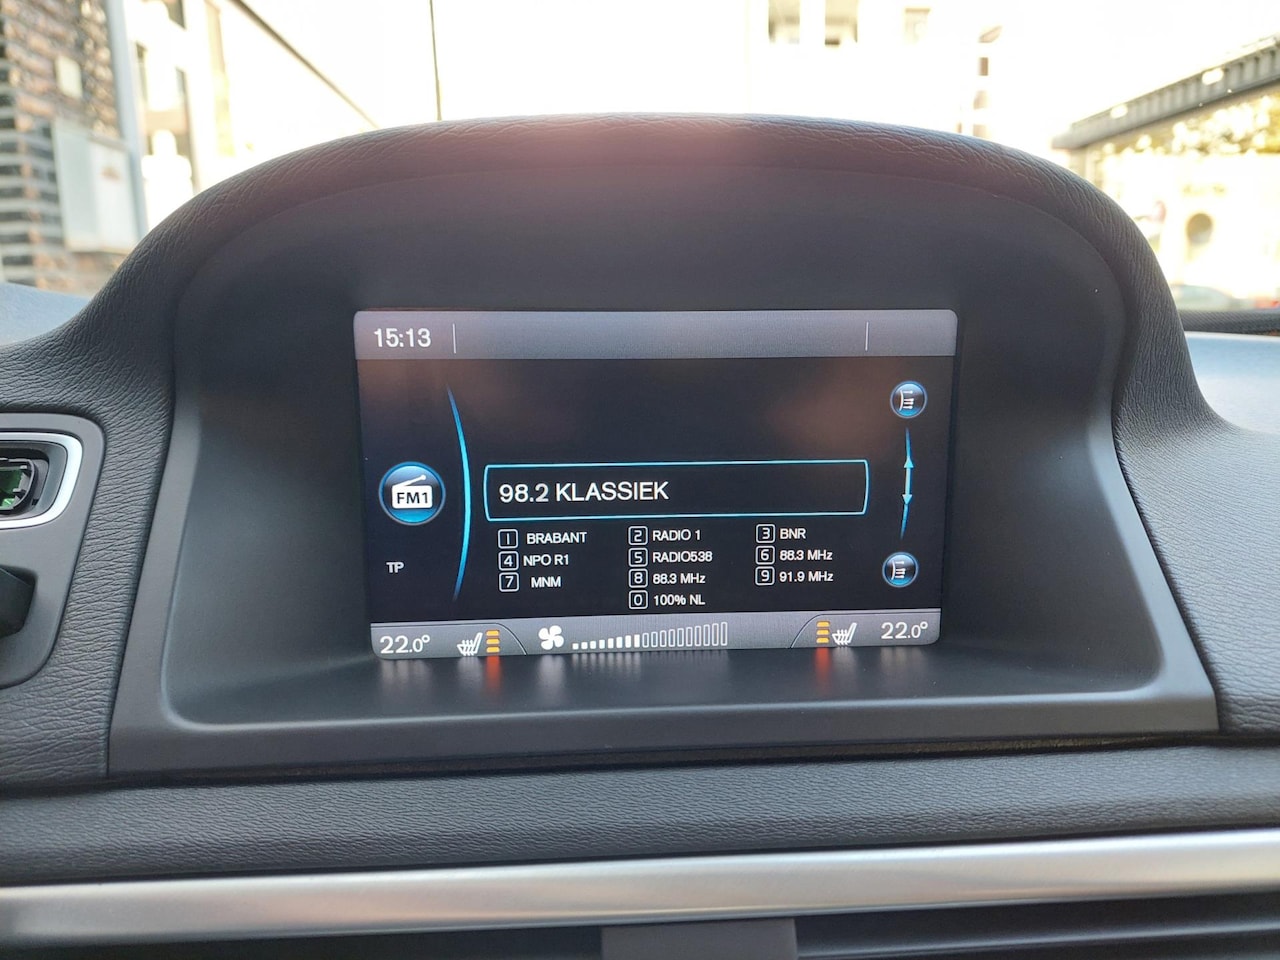 15:13
98.2 KLASSIEK
FM1
1 BRABANT 2 RADIO 1 3 BNR
4 NPO R1 5 RADIO538 6 88.3 MHz
TP
7 MNM 8 88.3 MHz 9 91.9 MHz
0 100% NL
22.0° 22.0°